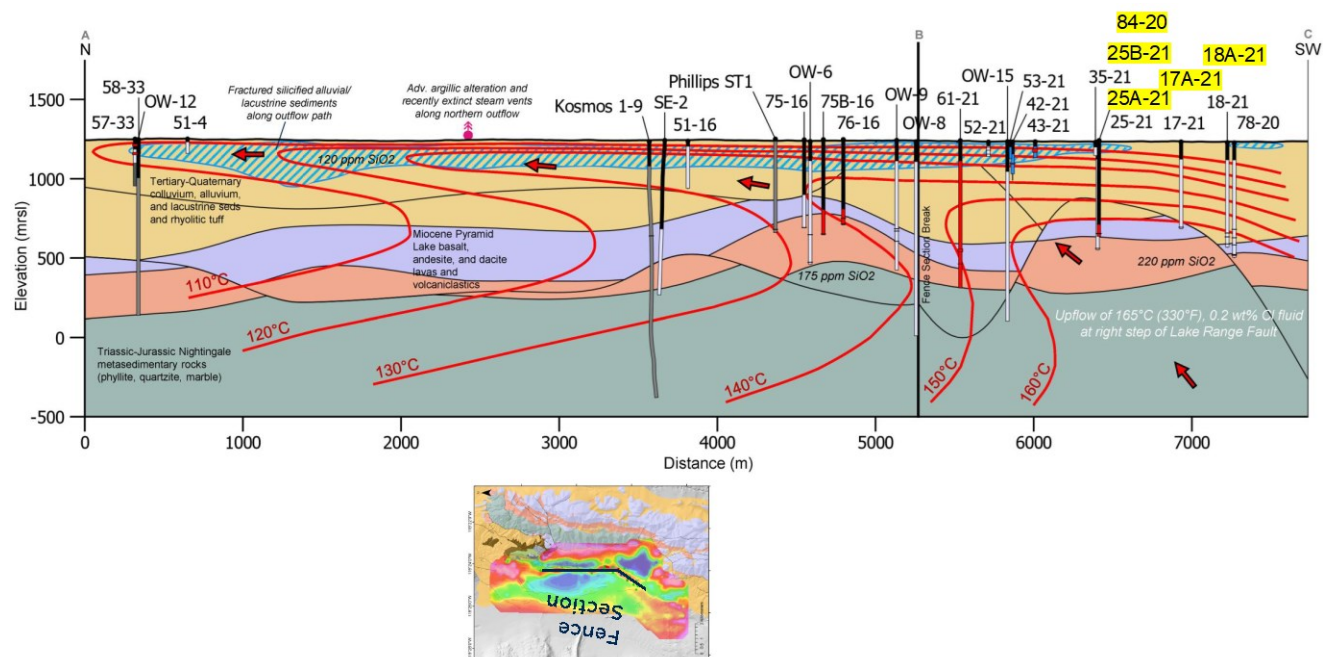 84-20
A
N
B
C
SW
58-33
OW-12
57-33
51-4
Fractured silicified alluvial/
lacustrine sediments
along outflow path
Adv. argillic alteration and
recently extinct steam vents
along northern outflow
Kosmos 1-9
SE-2
51-16
Phillips ST1
OW-6
75-16
75B-16
76-16
OW-9
OW-8
61-21
OW-15
52-21
53-21
42-21
43-21
25B-21
35-21
25A-21
25-21
18A-21
17A-21
17-21
18-21
78-20
1500
1000
500
0
-500
Elevation (mrsl)
120 ppm SiO2
Tertiary-Quaternary
colluvium, alluvium,
and lacustrine seds
and rhyolitic tuff
Miocene Pyramid
Lake basalt,
andesite, and dacite
lavas and
volcaniclastics
Fence Section Break
175 ppm SiO2
220 ppm SiO2
Upflow of 165°C (330°F), 0.2 wt% Cl fluid
at right step of Lake Range Fault
Triassic-Jurassic Nightingale
metasedimentary rocks
(phyllite, quartzite, marble)
110°C
120°C
130°C
140°C
150°C
160°C
0
1000
2000
3000
4000
5000
6000
7000
Distance (m)
Fence
Section